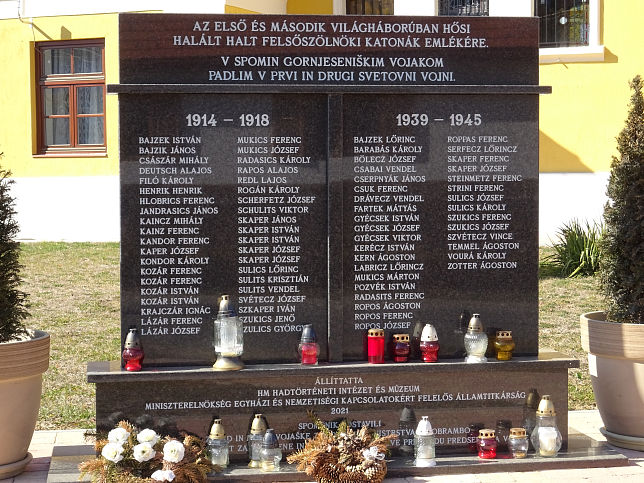 AZ ELSŐ ÉS MÁSODIK VILÁGHÁBORÚBAN HŐSI
HALÁLT HALT FELSŐSZÖLNÖKI KATONÁK EMLÉKÉRE.
V SPOMIN GORNJESENIŠKIM VOJAKOM
PADLIM V PRVI IN DRUGI SVETOVNI VOJNI.
1914 – 1918
BAJZEK ISTVÁN
BAJZIK JÁNOS
CSÁSZÁR MIHÁLY
DEUTSCH ALAJOS
FILÓ KÁROLY
HENRIK HENRIK
HLOBRICS FERENC
JANDRASICS JÁNOS
KAINCZ MIHÁLY
KAINZ FERENC
KANDOR FERENC
KAPER JÓZSEF
KONDOR KÁROLY
KOZÁR FERENC
KOZÁR FERENC
KOZÁR ISTVÁN
KOZÁR ISTVÁN
KRAJCZÁR IGNÁC
LÁZÁR FERENC
LÁZÁR JÓZSEF
MUKICS FERENC
MUKICS JÓZSEF
RADASICS KÁROLY
RAPOS ALAJOS
REDL LAJOS
ROGÁN KÁROLY
SCHERFETZ JÓZSEF
SCHULITS VIKTOR
SKAPER JÁNOS
SKAPER ISTVÁN
SKAPER ISTVÁN
SKAPER JÓZSEF
SKAPER JÓZSEF
SULICS LŐRINC
SULITS KRISZTIÁN
SULITS VENDEL
SVÉTECZ JÓZSEF
SZKAPER IVÁN
SZUKICS JENŐ
ZULICS GYÖRGY
1939 – 1945
BAJZEK LŐRINC
BARABÁS KÁROLY
BÖLECZ JÓZSEF
CSABAI VENDEL
CSERPNYÁK JÁNOS
CSUK FERENC
DRÁVECZ VENDEL
FARTEK MÁTYÁS
GYÉCSEK ISTVÁN
GYÉCSEK JÓZSEF
GYÉCSEK VIKTOR
KERÉCZ ISTVÁN
KERN ÁGOSTON
LABRICZ LŐRINCZ
MUKICS MÁRTON
POZVÉK ISTVÁN
RADASITS FERENC
ROPOS ÁGOSTON
ROPOS FERENC
ROPOS JÓZSEF
ROPPAS FERENC
SERFECZ LŐRINCZ
SKAPER FERENC
SKAPER JÓZSEF
STEINMETZ FERENC
STRINI FERENC
SULICS JÓZSEF
SULICS KÁROLY
SZUKICS FERENC
SZUKICS JÓZSEF
SZVÉTECZ VINCE
TEMMEL ÁGOSTON
VOURA KÁROLY
ZOTTER ÁGOSTON
ÁLLÍTTATTA
HM HADTÖRTÉNETI INTÉZET ÉS MÚZEUM
MINISZTERELNÖKSÉG EGYHÁZI ÉS NEMZETISÉGI KAPCSOLATOKÉRT FELELŐS ÁLLAMTITKÁRSÁG
2021